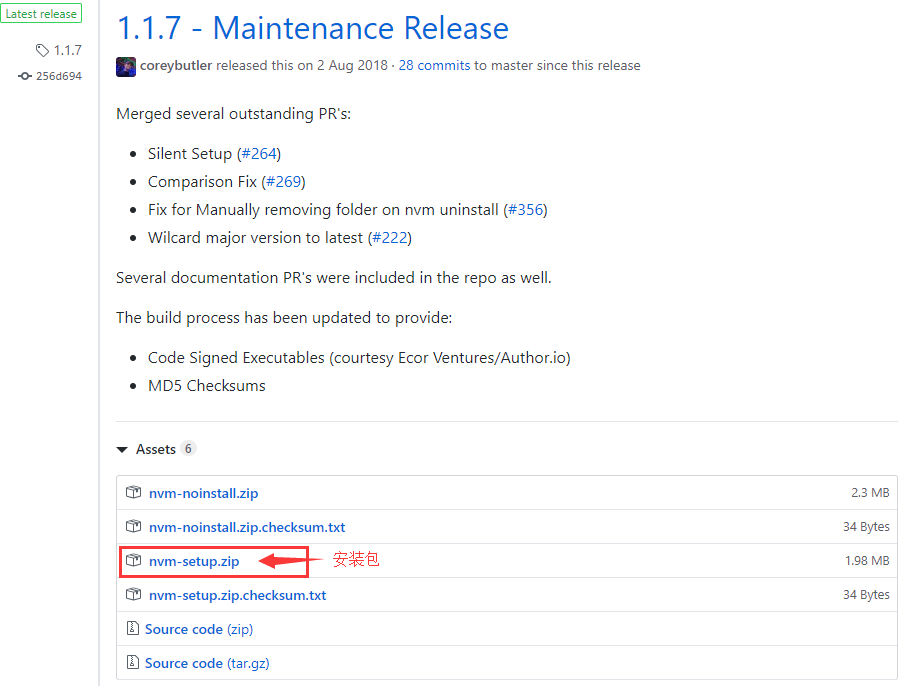 Latest release
1.1.7
256d694
1.1.7 - Maintenance Release
coreybutler released this on 2 Aug 2018 · 28 commits to master since this release
Merged several outstanding PR's:
• Silent Setup (#264)
• Comparison Fix (#269)
• Fix for Manually removing folder on nvm uninstall (#356)
• Wilcard major version to latest (#222)
Several documentation PR's were included in the repo as well.
The build process has been updated to provide:
• Code Signed Executables (courtesy Ecor Ventures/Author.io)
• MD5 Checksums
Assets 6
nvm-noinstall.zip 2.3 MB
nvm-noinstall.zip.checksum.txt 34 Bytes
nvm-setup.zip 安装包 1.98 MB
nvm-setup.zip.checksum.txt 34 Bytes
Source code (zip)
Source code (tar.gz)